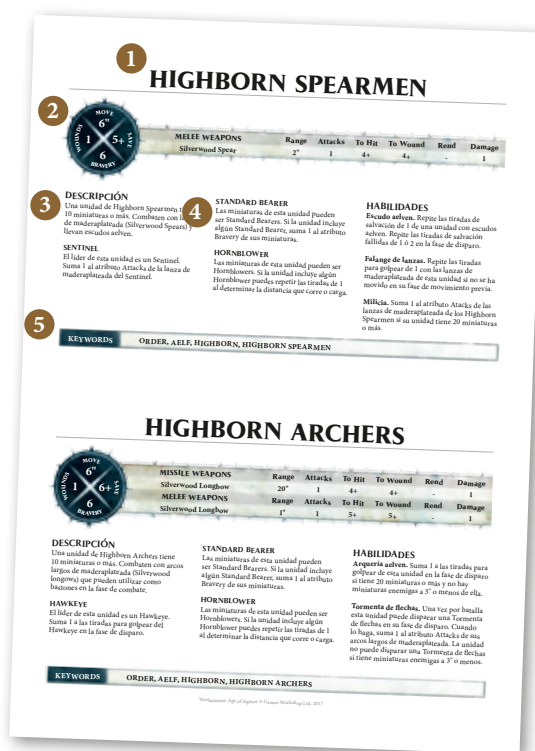 1
HIGHBORN SPEARMEN
2
MOVE
6"
WOUNDS
1
5+
SAVE
6
BRAVERY
MELEE WEAPONS Range Attacks To Hit To Wound Rend Damage
Silverwood Spear 2" 1 4+ 4+ - 1
3
DESCRIPCIÓN
Una unidad de Highborn Spearmen
10 miniaturas o más. Combaten con
de maderaplateada (Silverwood Spears) y
llevan escudos aelven.
SENTINEL
El líder de esta unidad es un Sentinel.
Suma 1 al atributo Attacks de la lanza de
maderaplateada del Sentinel.
4
STANDARD BEARER
Las miniaturas de esta unidad pueden
ser Standard Bearers. Si la unidad incluye
algún Standard Bearer, suma 1 al atributo
Bravery de sus miniaturas.
HORNBLOWER
Las miniaturas de esta unidad pueden ser
Hornblowers. Si la unidad incluye algún
Hornblower puedes repetir las tiradas de 1
al determinar la distancia que corre o carga.
HABILIDADES
Escudo aelven. Repite las tiradas de
salvación de 1 de una unidad con escudos
aelven. Repite las tiradas de salvación
fallidas de 1 ó 2 en la fase de disparo.
Falange de lanzas. Repite las tiradas
para golpear de 1 con las lanzas de
maderaplateada de esta unidad si no se ha
movido en su fase de movimiento previa.
Milicia. Suma 1 al atributo Atacks de las
lanzas de maderaplateada de los Highborn
Spearmen si su unidad tiene 20 miniaturas
o más.
5
KEYWORDS ORDER, AELF, HIGHBORN, HIGHBORN SPEARMEN
HIGHBORN ARCHERS
MOVE
6"
WOUNDS
1
6+
SAVE
6
BRAVERY
MISSILE WEAPONS Range Attacks To Hit To Wound Rend Damage
Silverwood Longbow 20" 1 4+ 4+ - 1
MELEE WEAPONS Range Attacks To Hit To Wound Rend Damage
Silverwood Longbow 1" 1 5+ 5+ - 1
DESCRIPCIÓN
Una unidad de Highborn Archers tiene
10 miniaturas o más. Combaten con arcos
largos de maderaplateada (Silverwood
longows) que pueden utilizar como
bastones en la fase de combate.
HAWKEYE
El líder de esta unidad es un Hawkeye.
Suma 1 a las tiradas para golpear del
Hawkeye en la fase de disparo.
STANDARD BEARER
Las miniaturas de esta unidad pueden
ser Standard Bearers. Si la unidad incluye
algún Standard Bearer, suma 1 al atributo
Bravery de sus miniaturas.
HORNBLOWER
Las miniaturas de esta unidad pueden ser
Hornblowers. Si la unidad incluye algún
Hornblower puedes repetir las tiradas de 1
al determinar la distancia que corre o carga.
HABILIDADES
Arquería aelven. Suma 1 a las tiradas para
golpear de esta unidad en la fase de disparo
si tiene 20 miniaturas o más y no hay
miniaturas enemigas a 3" o menos de ella.
Tormenta de flechas. Una vez por batalla
esta unidad puede disparar una Tormenta
de flechas en su fase de disparo. Cuando
lo haga, suma 1 al atributo Attacks de sus
arcos largos de maderaplateada. La unidad
no puede disparar una Tormenta de flechas
si tiene miniaturas enemigas a 3" o menos.
KEYWORDS ORDER, AELF, HIGHBORN, HIGHBORN ARCHERS
Warhammer Age of Sigmar © Games Workshop Ltd. 2017